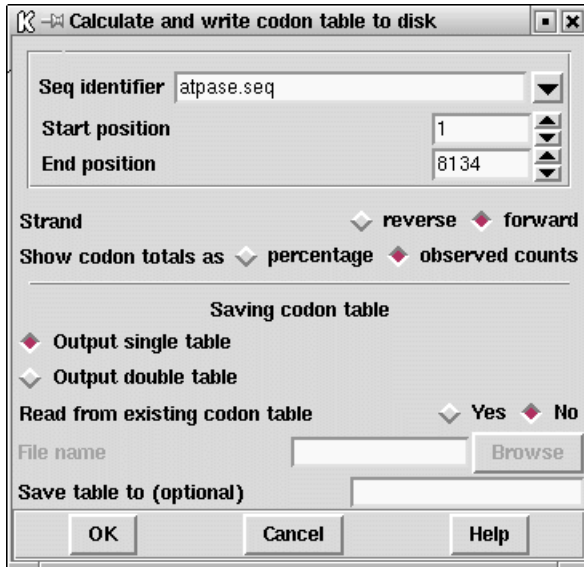 Calculate and write codon table to disk
Seq identifier atpase.seq
Start position 1
End position 8134
Strand reverse forward
Show codon totals as percentage observed counts
Saving codon table
Output single table
Output double table
Read from existing codon table Yes No
File name Browse
Save table to (optional)
OK Cancel Help